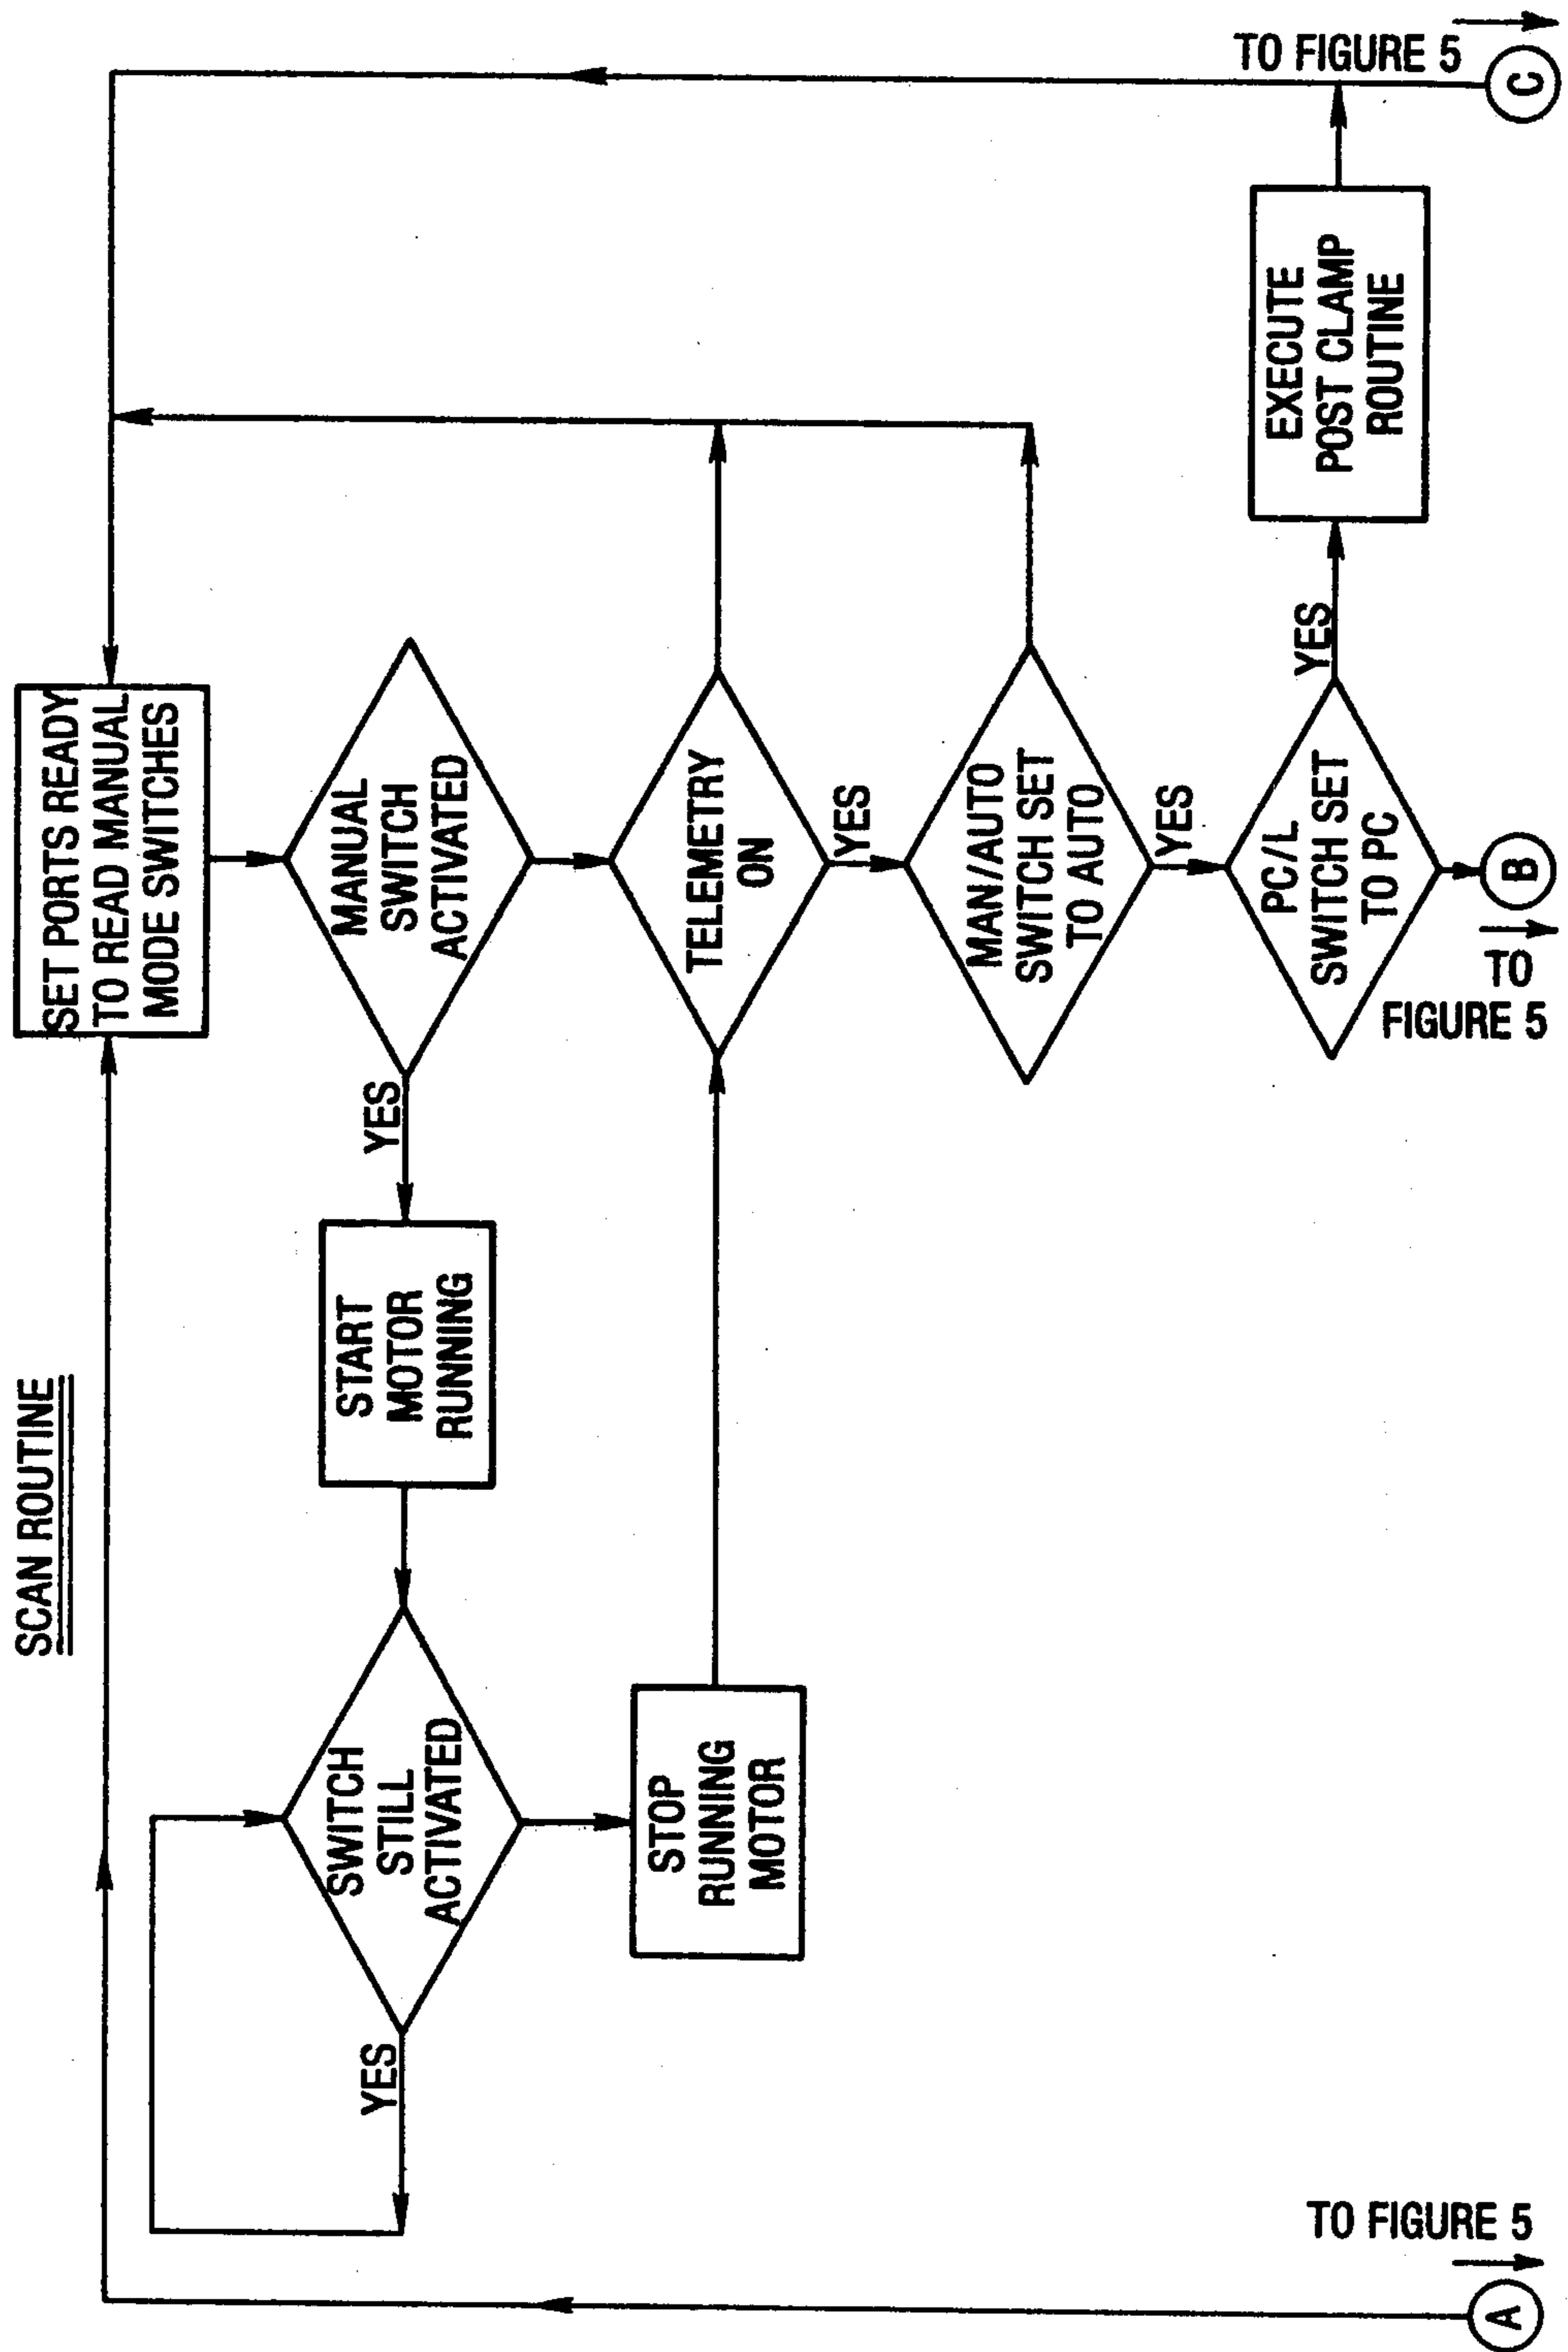 SCAN ROUTINE
SET PORTS READY
TO READ MANUAL
MODE SWITCHES
MANUAL
SWITCH
ACTIVATED
YES
START
MOTOR
RUNNING
SWITCH
STILL
ACTIVATED
YES
STOP
RUNNING
MOTOR
TELEMETRY
ON
YES
MAN/AUTO
SWITCH SET
TO AUTO
YES
PC/L
SWITCH SET
TO PC
YES
EXECUTE
POST CLAMP
ROUTINE
TO FIGURE 5
A
TO
FIGURE 5
B
TO FIGURE 5
C